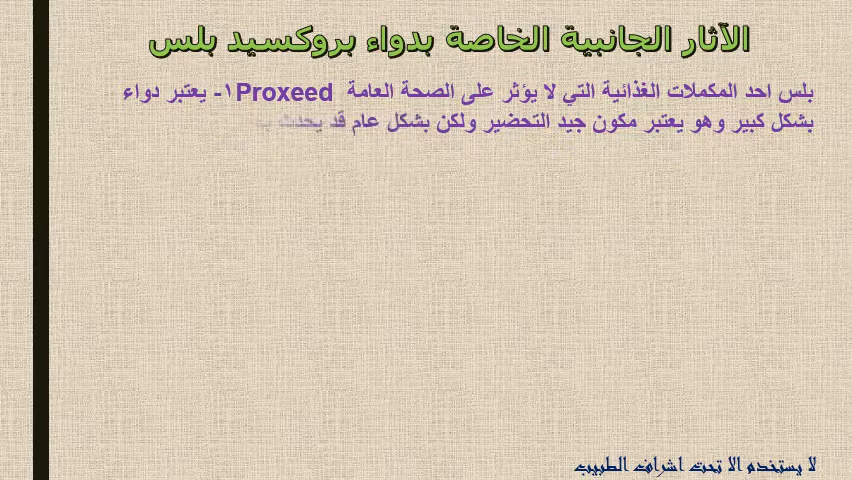 الآثار الجانبية الخاصة بدواء بروكسيد بلس
بلس احد المكملات الغذائية التي لا يؤثر على الصحة العامة Proxeed ١- يعتبر دواء
بشكل كبير وهو يعتبر مكون جيد التحضير ولكن بشكل عام قد يحدث
لا يستخدم الا تحت اشراف الطبيب